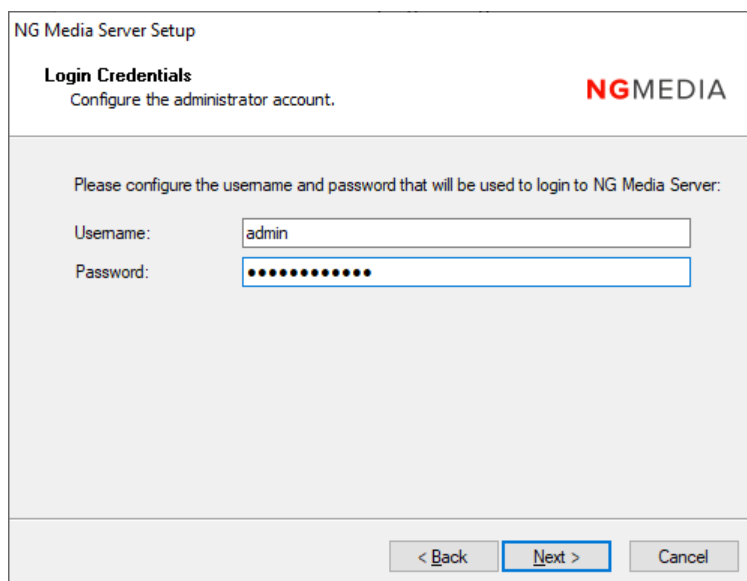 NG Media Server Setup
Login Credentials
Configure the administrator account.
NGMEDIA
Please configure the username and password that will be used to login to NG Media Server:
Username: admin
Password: ●●●●●●●●●●●●
< Back Next > Cancel